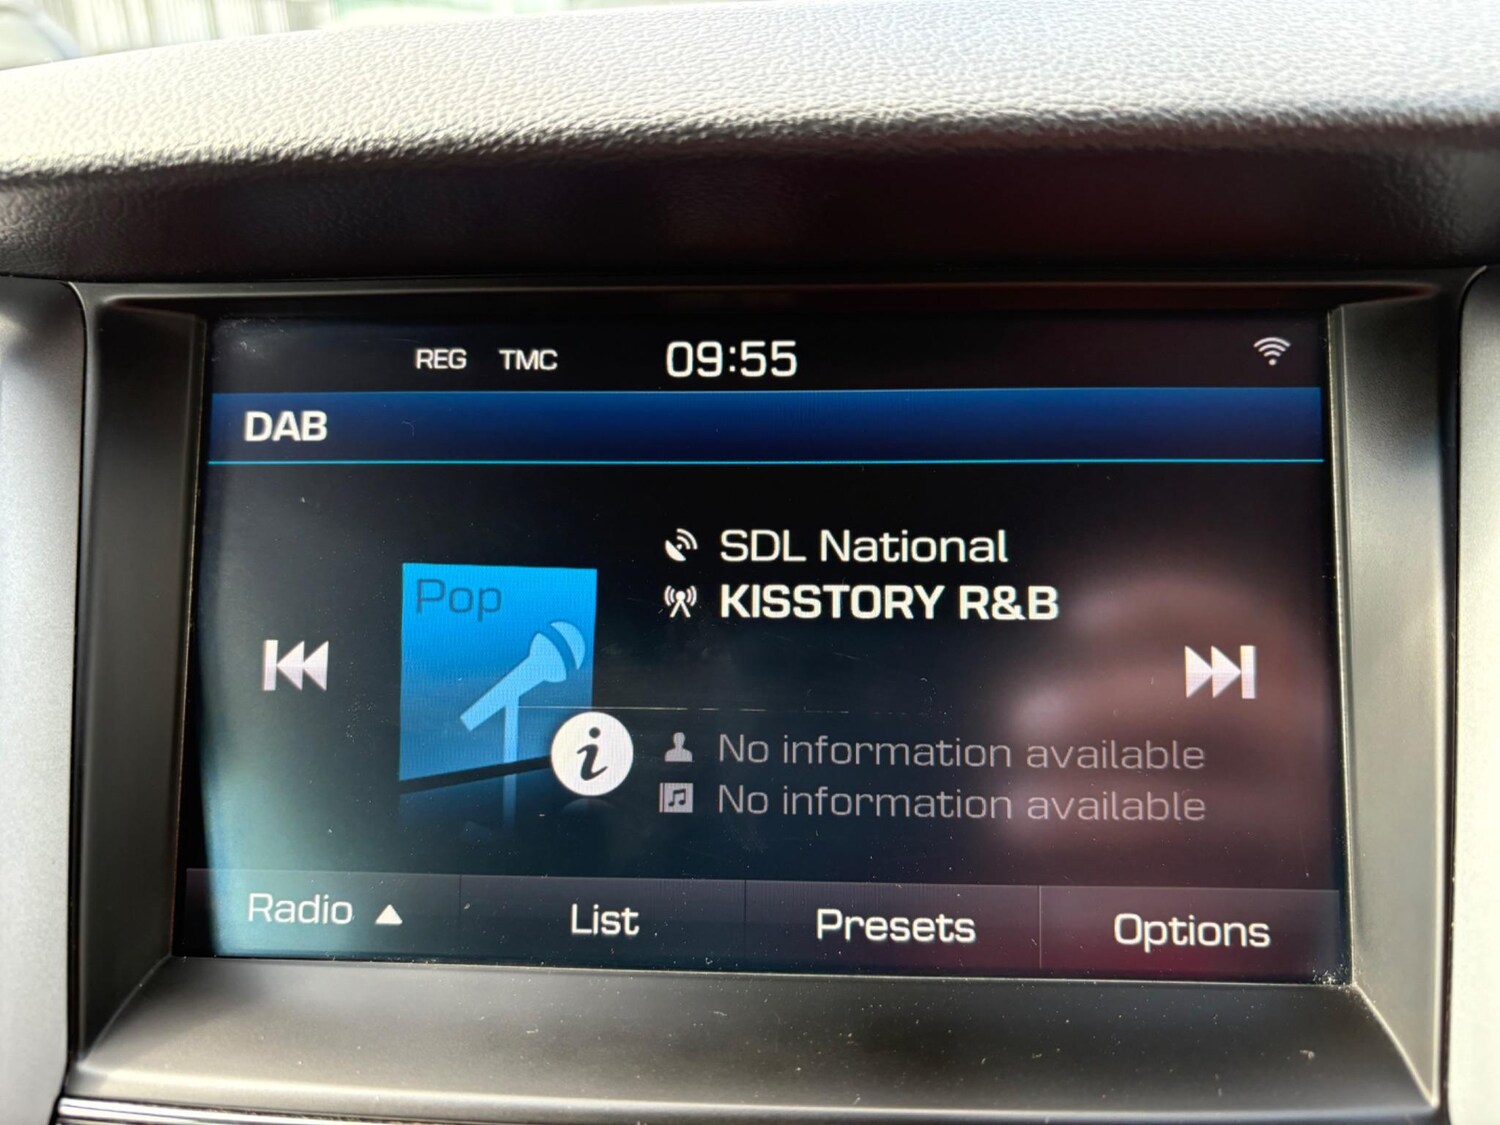 REG TMC 09:55
DAB
SDL National
KISSTORY R&B
Pop
i
No information available
No information available
Radio ▲ List Presets Options